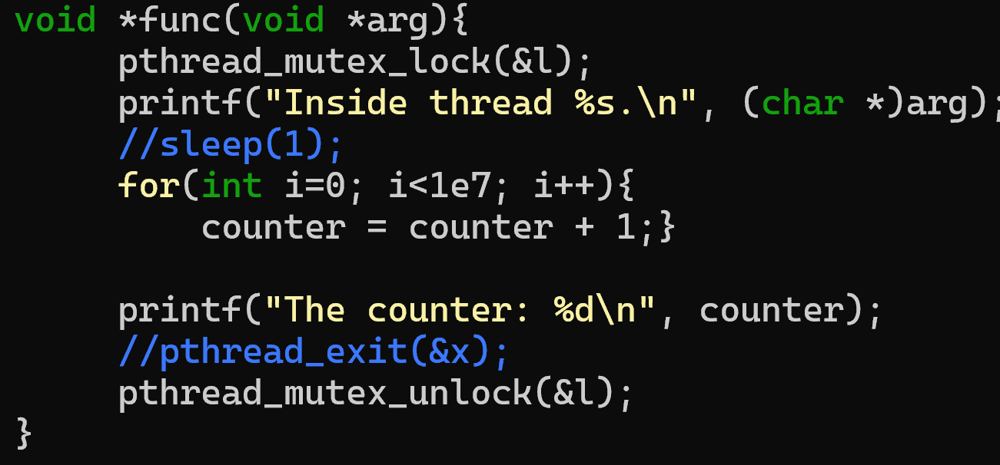 void *func(void *arg){
pthread_mutex_lock(&l);
printf("Inside thread %s.\n", (char *)arg);
//sleep(1);
for(int i=0; i<1e7; i++){
counter = counter + 1;}
printf("The counter: %d\n", counter);
//pthread_exit(&x);
pthread_mutex_unlock(&l);
}